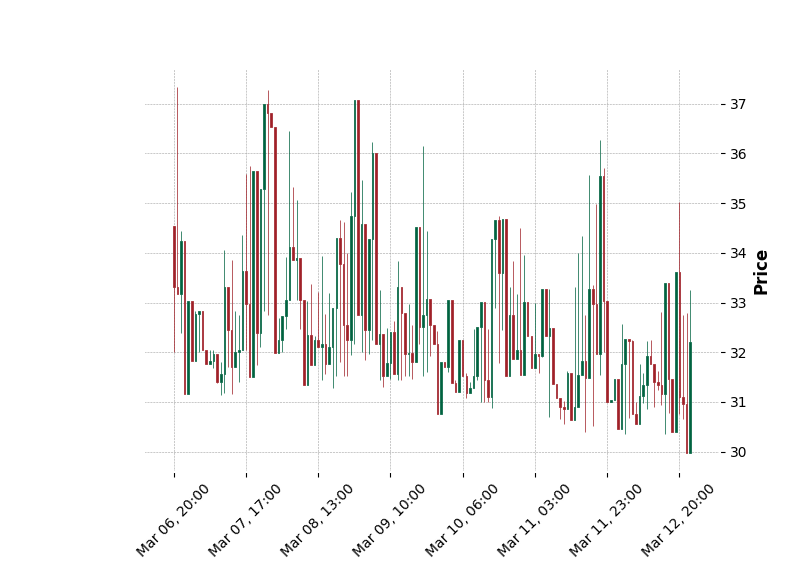 37
36
35
34
33
32
31
30
Price
Mar 06, 20:00
Mar 07, 17:00
Mar 08, 13:00
Mar 09, 10:00
Mar 10, 06:00
Mar 11, 03:00
Mar 11, 23:00
Mar 12, 20:00